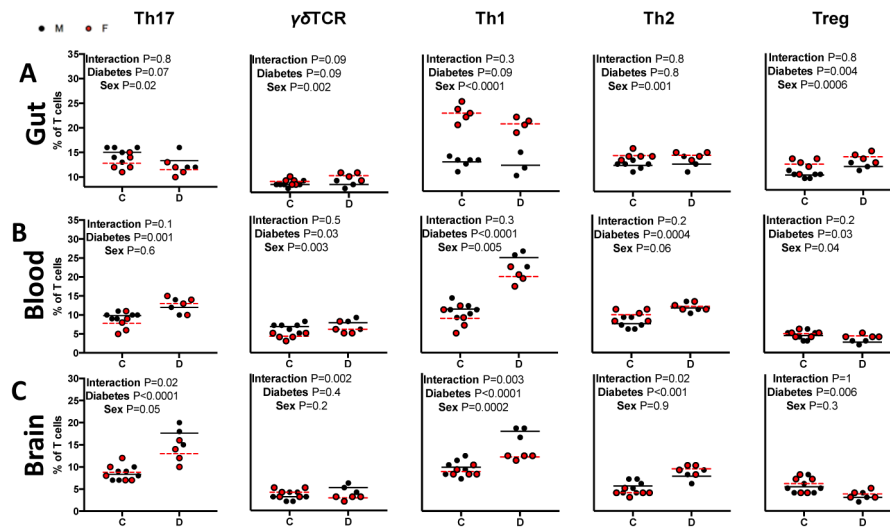 Th17 γδTCR Th1 Th2 Treg
M F
A
Gut
% of T cells
35
30
25
20
15
10
Interaction P=0.8
Diabetes P=0.07
Sex P=0.02
C D
Interaction P=0.09
Diabetes P=0.09
Sex P=0.002
C D
Interaction P=0.3
Diabetes P=0.09
Sex P<0.0001
C D
Interaction P=0.8
Diabetes P=0.8
Sex P=0.001
C D
Interaction P=0.8
Diabetes P=0.004
Sex P=0.0006
C D
B
Blood
% of T cells
35
30
25
20
15
10
5
0
Interaction P=0.1
Diabetes P=0.001
Sex P=0.6
C D
Interaction P=0.5
Diabetes P=0.03
Sex P=0.003
C D
Interaction P=0.3
Diabetes P<0.0001
Sex P=0.005
C D
Interaction P=0.2
Diabetes P=0.0004
Sex P=0.06
C D
Interaction P=0.2
Diabetes P=0.03
Sex P=0.04
C D
C
Brain
% of T cells
30
25
20
15
10
5
0
Interaction P=0.02
Diabetes P<0.0001
Sex P=0.05
C D
Interaction P=0.002
Diabetes P=0.4
Sex P=0.2
C D
Interaction P=0.003
Diabetes P<0.0001
Sex P=0.0002
C D
Interaction P=0.02
Diabetes P<0.001
Sex P=0.9
C D
Interaction P=1
Diabetes P=0.006
Sex P=0.3
C D